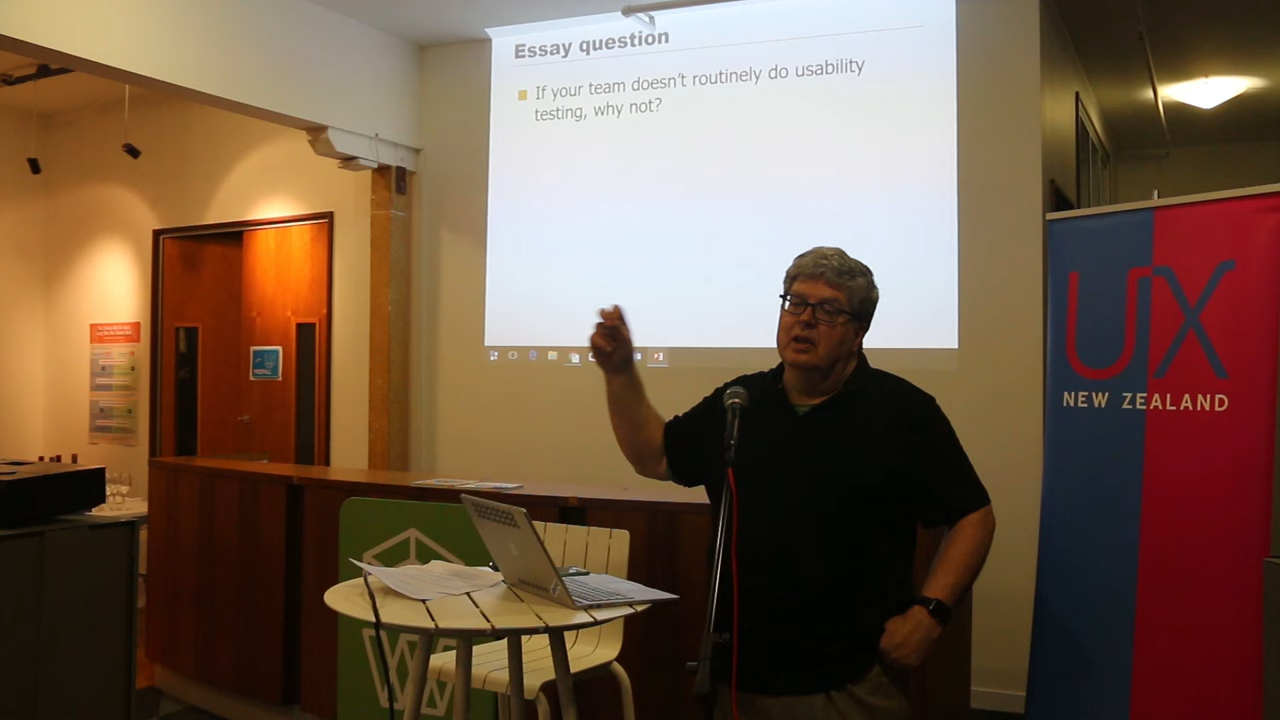 Essay question
If your team doesn't routinely do usability
testing, why not?
UX
NEW ZEALAND